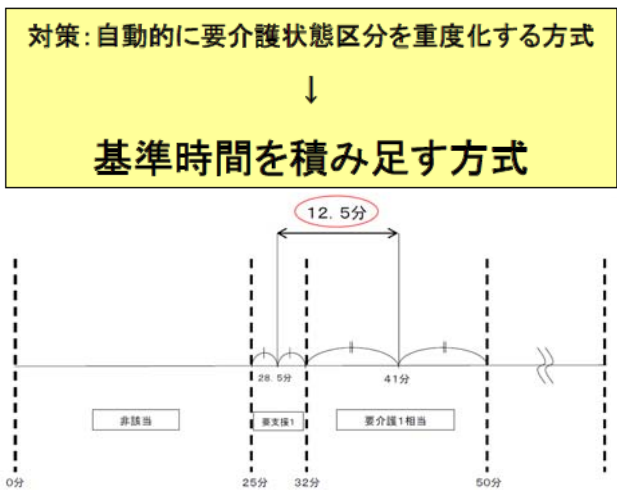 対策：自動的に要介護状態区分を重度化する方式
↓
基準時間を積み足す方式
12．5分
28．5分
41分
非該当
要支援1
要介護1相当
0分
25分
32分
50分